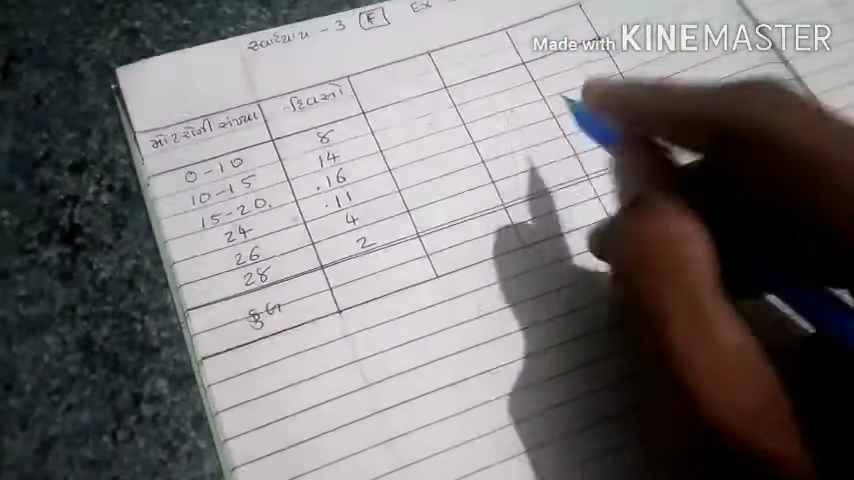 સ્વાધ્યાય - 3 F Ex
Made with KINEMASTER
મોટરોની સંખ્યા દિવસો
0-10 8
10-15 14
15-20. .16
24 .11
26 4
28 2
કુલ